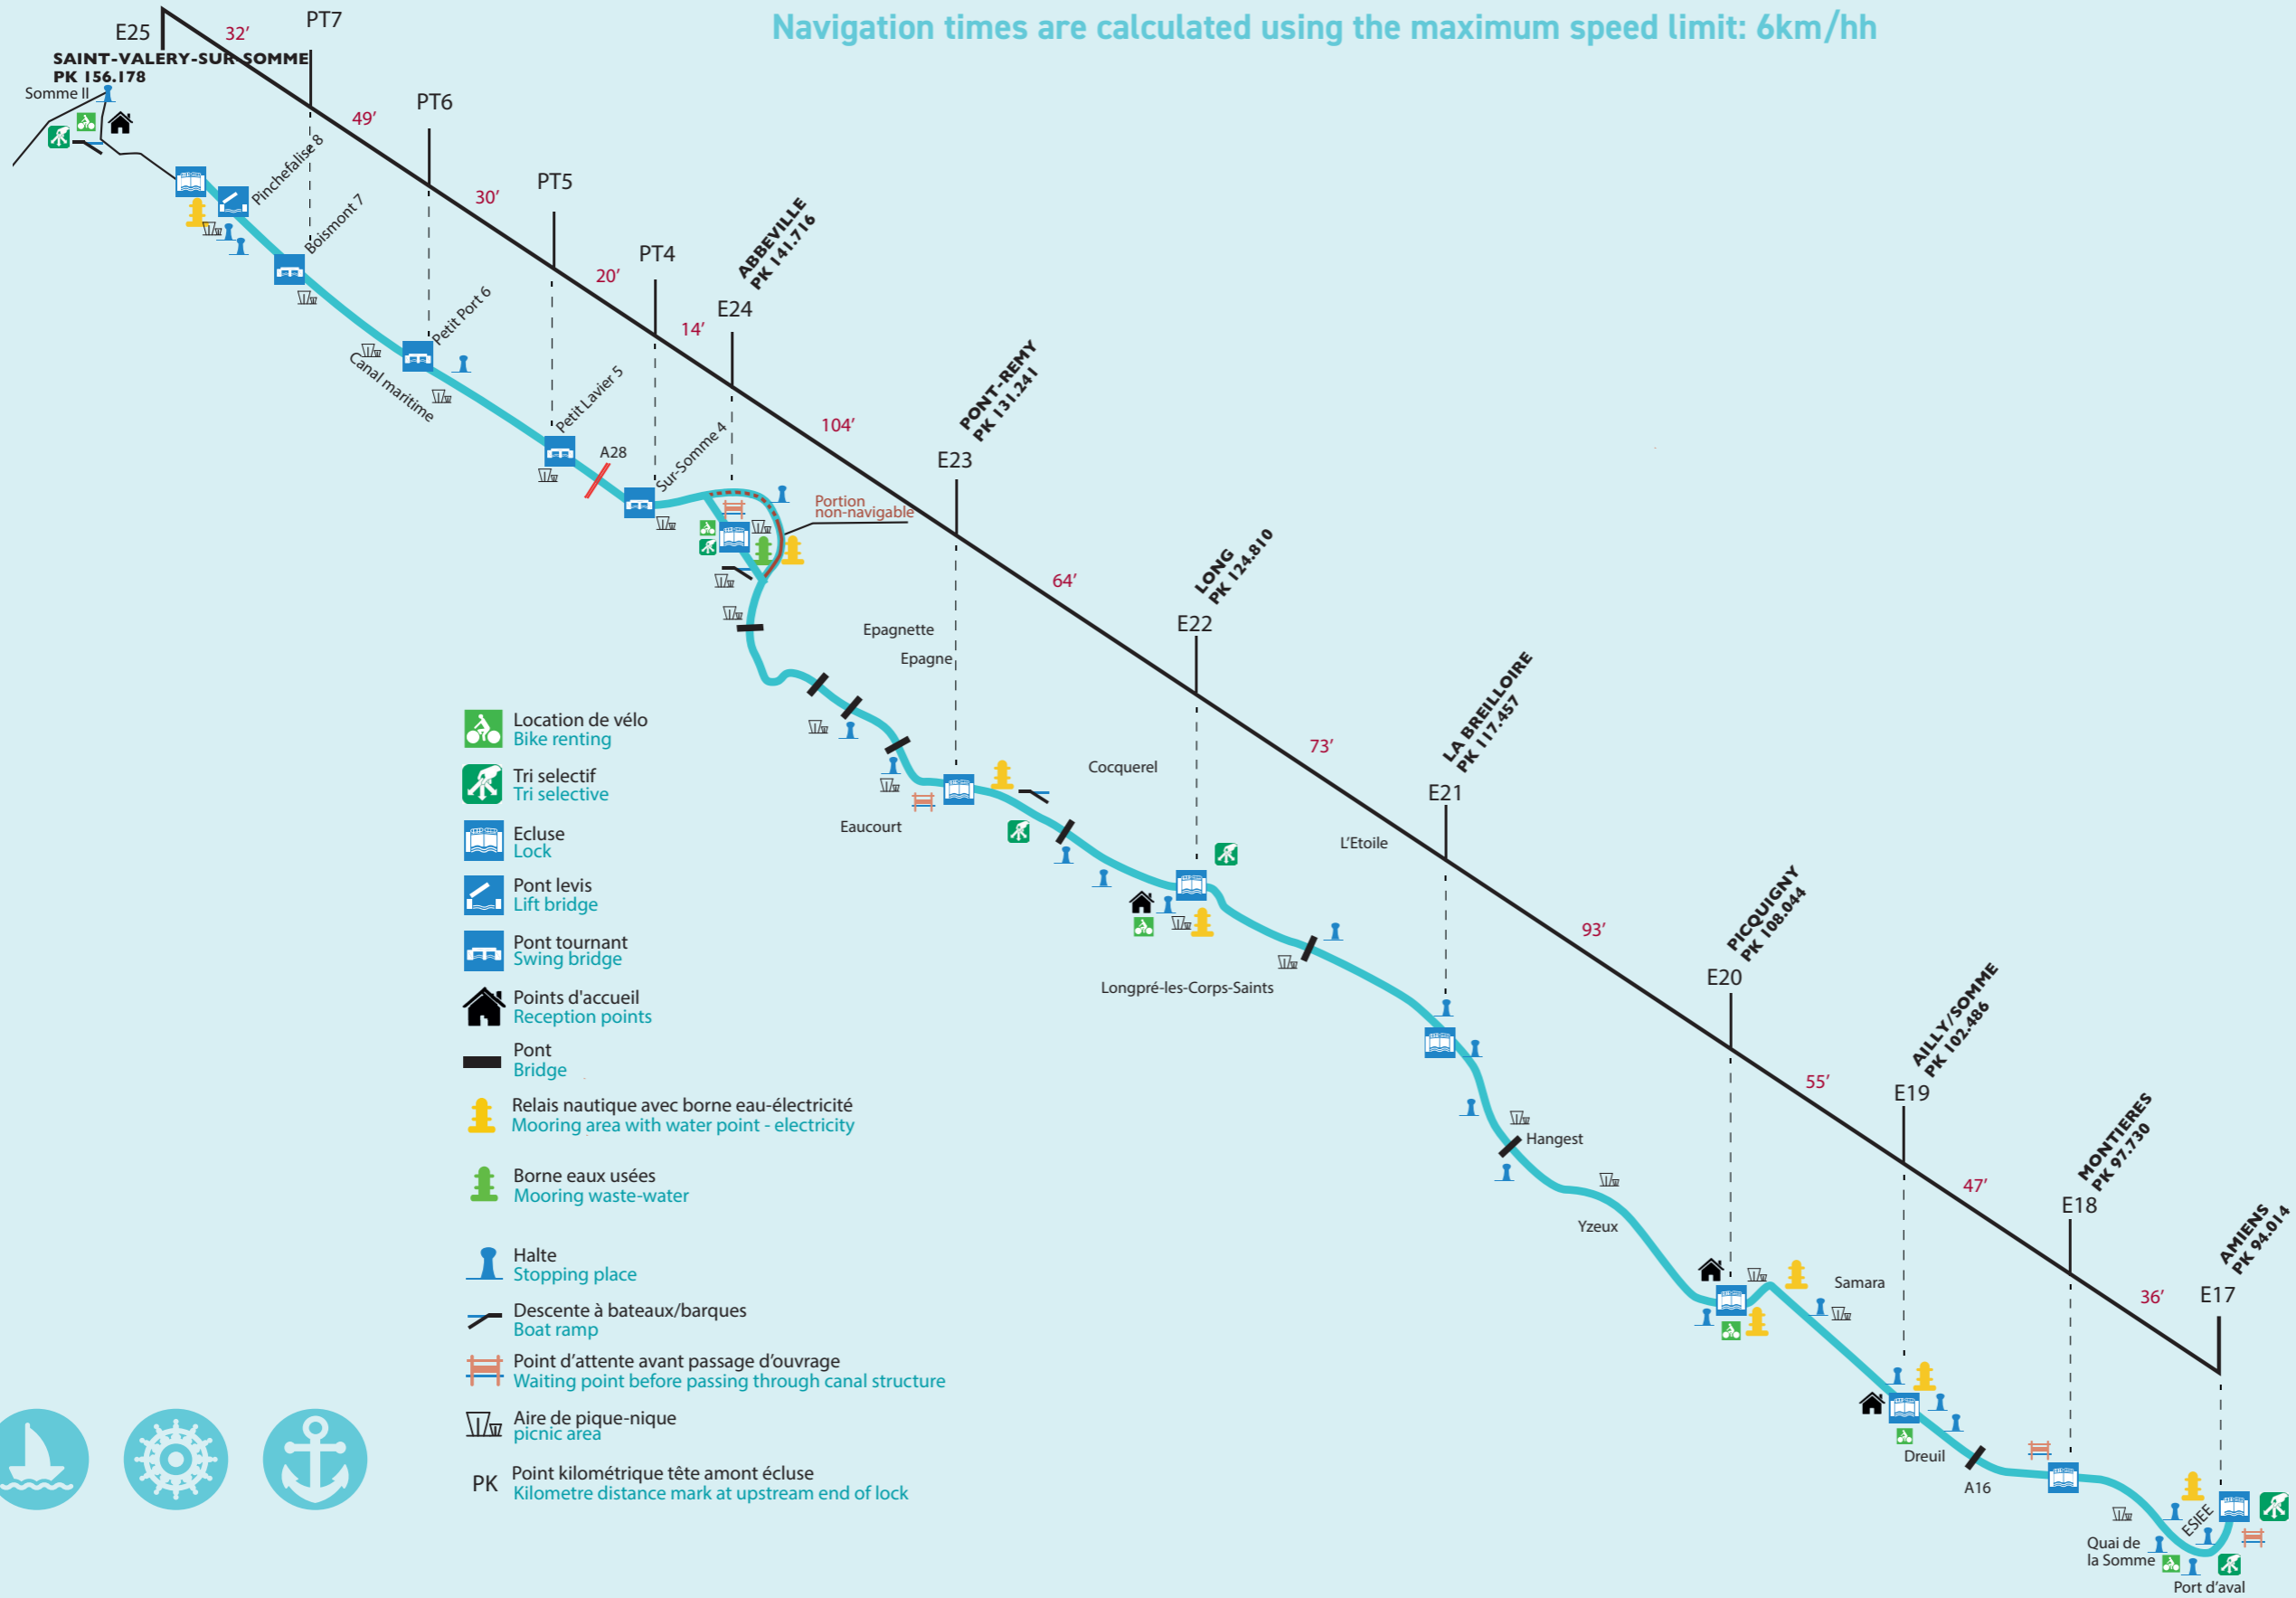 Navigation times are calculated using the maximum speed limit: 6km/hh
E25
32’
PT7
SAINT-VALERY-SUR-SOMME
PK 156.178
Somme II
49’
PT6
Pinchefalise 8
30’
PT5
Boismont 7
20’
PT4
14’
ABBEVILLE
PK 141.716
E24
Petit Port 6
Canal maritime
Petit Lavier 5
A28
Sur-Somme 4
104’
PONT-REMY
PK 131.241
E23
Portion
non-navigable
64’
LONG
PK 124.810
E22
Epagnette
Epagne
73’
LA BREILLOIRE
PK 117.457
E21
Cocquerel
Eaucourt
L’Etoile
93’
PICQUIGNY
PK 108.044
E20
Longpré-les-Corps-Saints
55’
AILLY/SOMME
PK 102.486
E19
Hangest
47’
MONTIERES
PK 97.730
E18
Yzeux
36’
AMIENS
PK 94.014
E17
Samara
Dreuil
A16
ESIEE
Quai de
la Somme
Port d’aval
Location de vélo
Bike renting
Tri selectif
Tri selective
Ecluse
Lock
Pont levis
Lift bridge
Pont tournant
Swing bridge
Points d'accueil
Reception points
Pont
Bridge
Relais nautique avec borne eau-électricité
Mooring area with water point - electricity
Borne eaux usées
Mooring waste-water
Halte
Stopping place
Descente à bateaux/barques
Boat ramp
Point d’attente avant passage d’ouvrage
Waiting point before passing through canal structure
Aire de pique-nique
picnic area
PK
Point kilométrique tête amont écluse
Kilometre distance mark at upstream end of lock